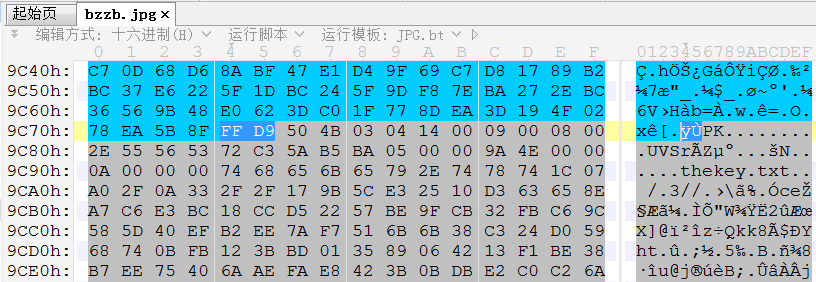 起始页 bzzb.jpg ×
编辑方式: 十六进制(H) 运行脚本 运行模板: JPG.bt
0 1 2 3 4 5 6 7 8 9 A B C D E F 0123456789ABCDEF
9C40h: C7 0D 68 D6 8A BF 47 E1 D4 9F 69 C7 D8 17 89 B2 Ç.hÖŠ¿GáÔŸiÇØ.‰²
9C50h: BC 37 E6 22 5F 1D BC 24 5F 9D F8 7E BA 27 2E BC ¼7æ"_.¼$_.ø~º'.¼
9C60h: 36 56 9B 48 E0 62 3D C0 1F 77 8D EA 3D 19 4F 02 6V›Hàb=À.w.ê=.O.
9C70h: 78 EA 5B 8F FF D9 50 4B 03 04 14 00 09 00 08 00 xê[.ÿÙPK........
9C80h: 2E 55 56 53 72 C3 5A B5 BA 05 00 00 9A 4E 00 00 .UVSrÃZµº...šN..
9C90h: 0A 00 00 00 74 68 65 6B 65 79 2E 74 78 74 1C 07 ....thekey.txt..
9CA0h: A0 2F 0A 33 2F 2F 17 9B 5C E3 25 10 D3 63 65 8E /.3//.›\ã%.ÓceŽ
9CB0h: A7 C6 E3 BC 18 CC D5 22 57 BE 9F CB 32 FB C6 9C §Æã¼.ÌÕ"W¾ŸË2ûÆœ
9CC0h: 58 5D 40 EF B2 EE 7A F7 51 6B 6B 38 C3 24 D0 59 X]@ï²îz÷Qkk8Ã$ÐY
9CD0h: 68 74 0B FB 12 3B BD 01 35 89 06 42 13 F1 BE 38 ht.û.;½.5‰.B.ñ¾8
9CE0h: B7 EE 75 40 6A AE FA E8 42 3B 0B DB E2 C0 C2 6A ·îu@j®úèB;.ÛâÀÂj